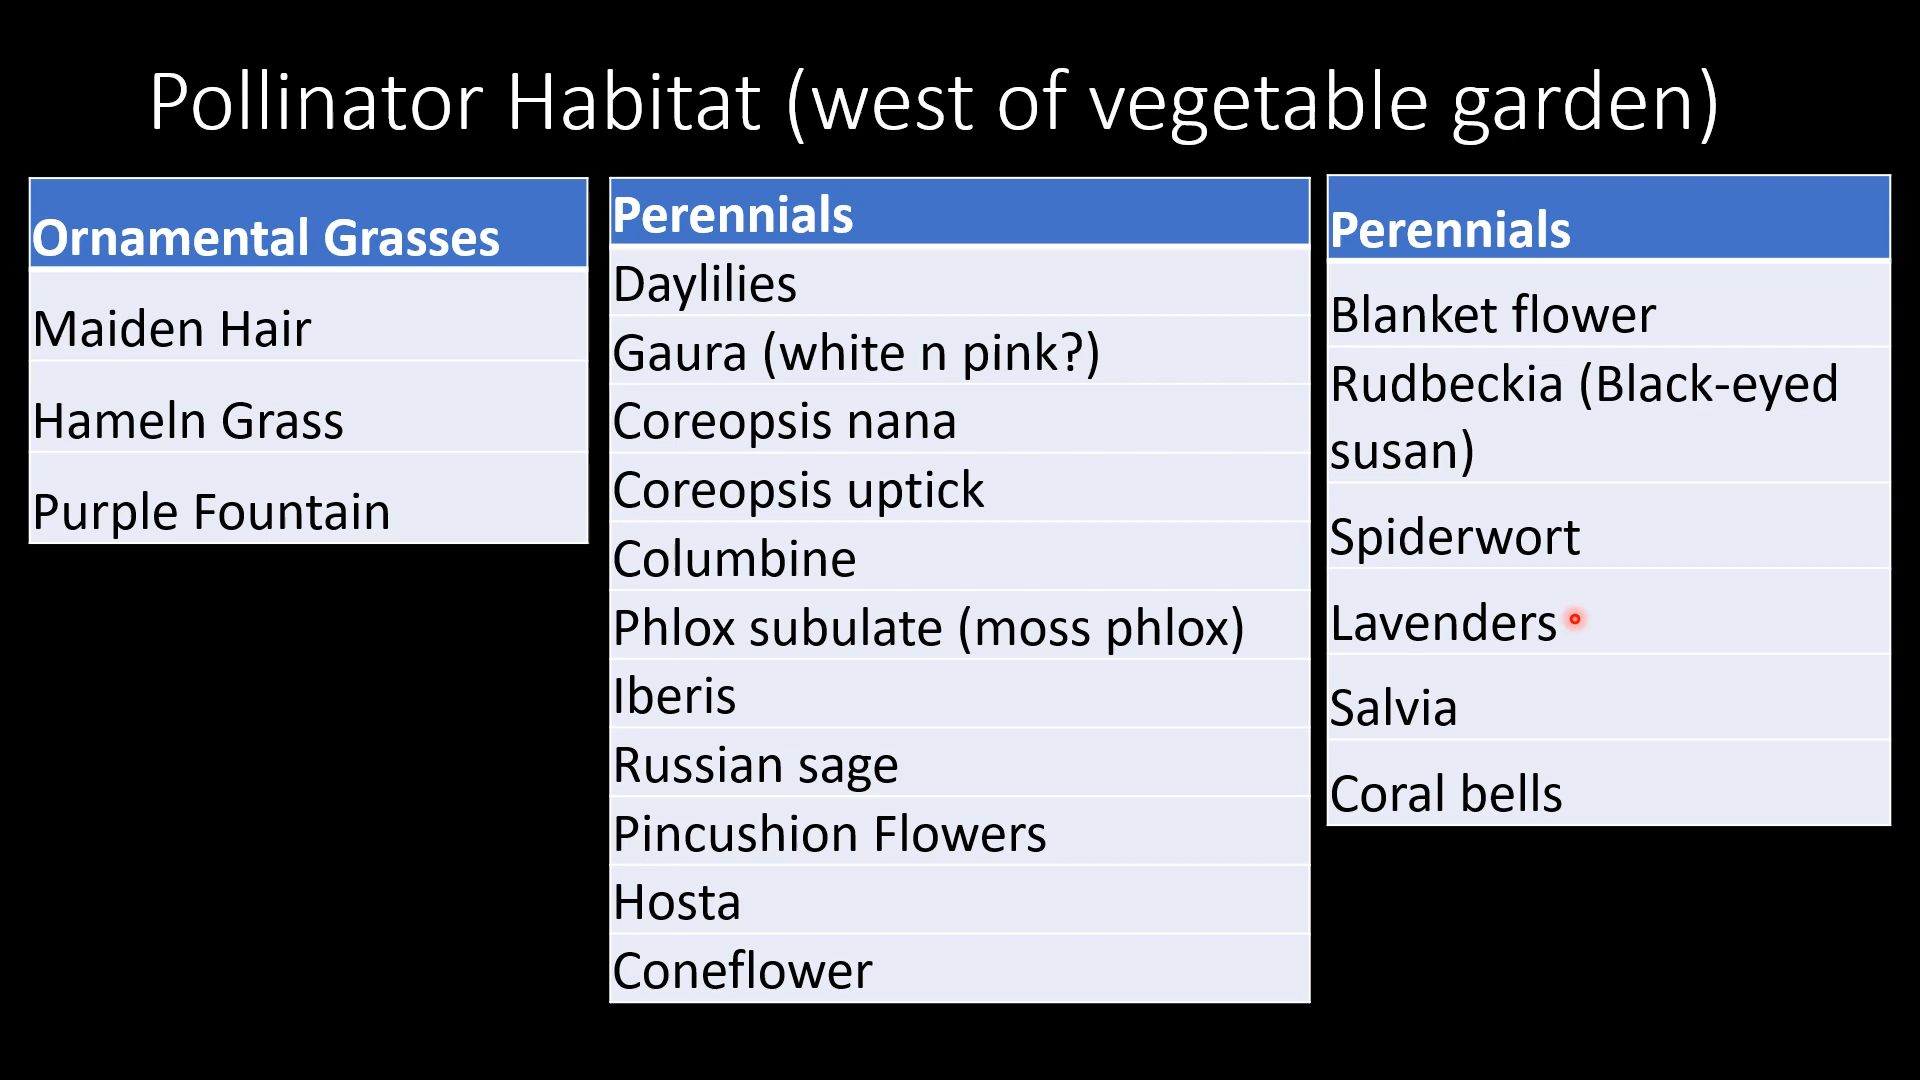 Pollinator Habitat (west of vegetable garden)
Ornamental Grasses
Maiden Hair
Hameln Grass
Purple Fountain
Perennials
Daylilies
Gaura (white n pink?)
Coreopsis nana
Coreopsis uptick
Columbine
Phlox subulate (moss phlox)
Iberis
Russian sage
Pincushion Flowers
Hosta
Coneflower
Perennials
Blanket flower
Rudbeckia (Black-eyed
susan)
Spiderwort
Lavenders
Salvia
Coral bells